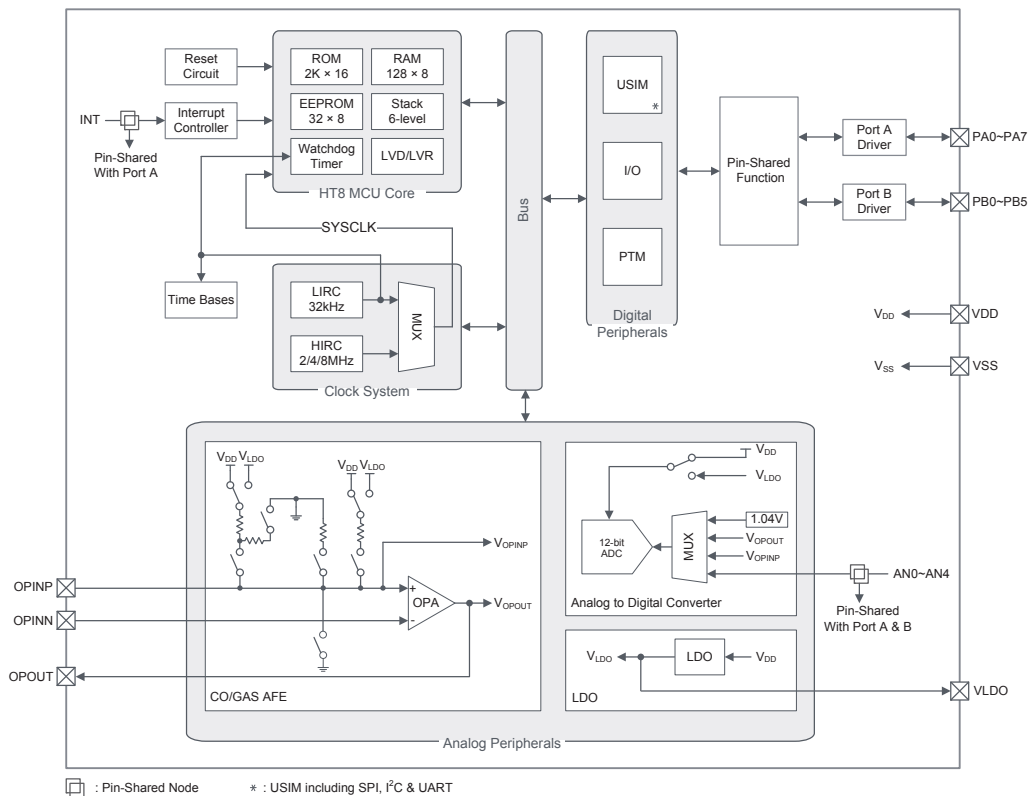 Reset
Circuit
INT
Pin-Shared
With Port A
Interrupt
Controller
ROM
2K × 16
RAM
128 × 8
EEPROM
32 × 8
Stack
6-level
Watchdog
Timer
LVD/LVR
HT8 MCU Core
SYSCLK
Time Bases
LIRC
32kHz
HIRC
2/4/8MHz
MUX
Clock System
Bus
USIM
*
I/O
PTM
Digital
Peripherals
Pin-Shared
Function
Port A
Driver
Port B
Driver
PA0~PA7
PB0~PB5
VDD
VDD
VSS
VSS
VDD VLDO
VDD VLDO
VOPINP
OPINP
+
OPA
-
VOPOUT
OPINN
OPOUT
CO/GAS AFE
VDD
VLDO
12-bit
ADC
MUX
1.04V
VOPOUT
VOPINP
AN0~AN4
Pin-Shared
With Port A & B
Analog to Digital Converter
VLDO
LDO
VDD
LDO
VLDO
Analog Peripherals
: Pin-Shared Node
* : USIM including SPI, I²C & UART